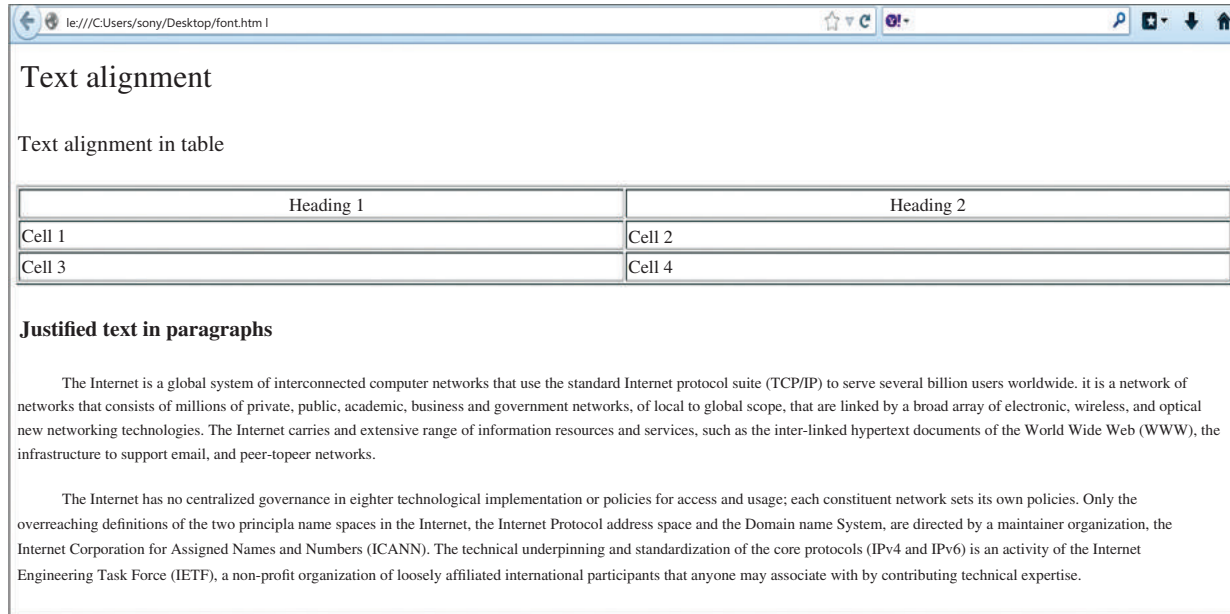 le:///C:Users/sony/Desktop/font.htm l
Text alignment
Text alignment in table
Heading 1 Heading 2
Cell 1 Cell 2
Cell 3 Cell 4
Justified text in paragraphs
The Internet is a global system of interconnected computer networks that use the standard Internet protocol suite (TCP/IP) to serve several billion users worldwide. it is a network of
networks that consists of millions of private, public, academic, business and government networks, of local to global scope, that are linked by a broad array of electronic, wireless, and optical
new networking technologies. The Internet carries and extensive range of information resources and services, such as the inter-linked hypertext documents of the World Wide Web (WWW), the
infrastructure to support email, and peer-topeer networks.
The Internet has no centralized governance in eighter technological implementation or policies for access and usage; each constituent network sets its own policies. Only the
overreaching definitions of the two principla name spaces in the Internet, the Internet Protocol address space and the Domain name System, are directed by a maintainer organization, the
Internet Corporation for Assigned Names and Numbers (ICANN). The technical underpinning and standardization of the core protocols (IPv4 and IPv6) is an activity of the Internet
Engineering Task Force (IETF), a non-profit organization of loosely affiliated international participants that anyone may associate with by contributing technical expertise.